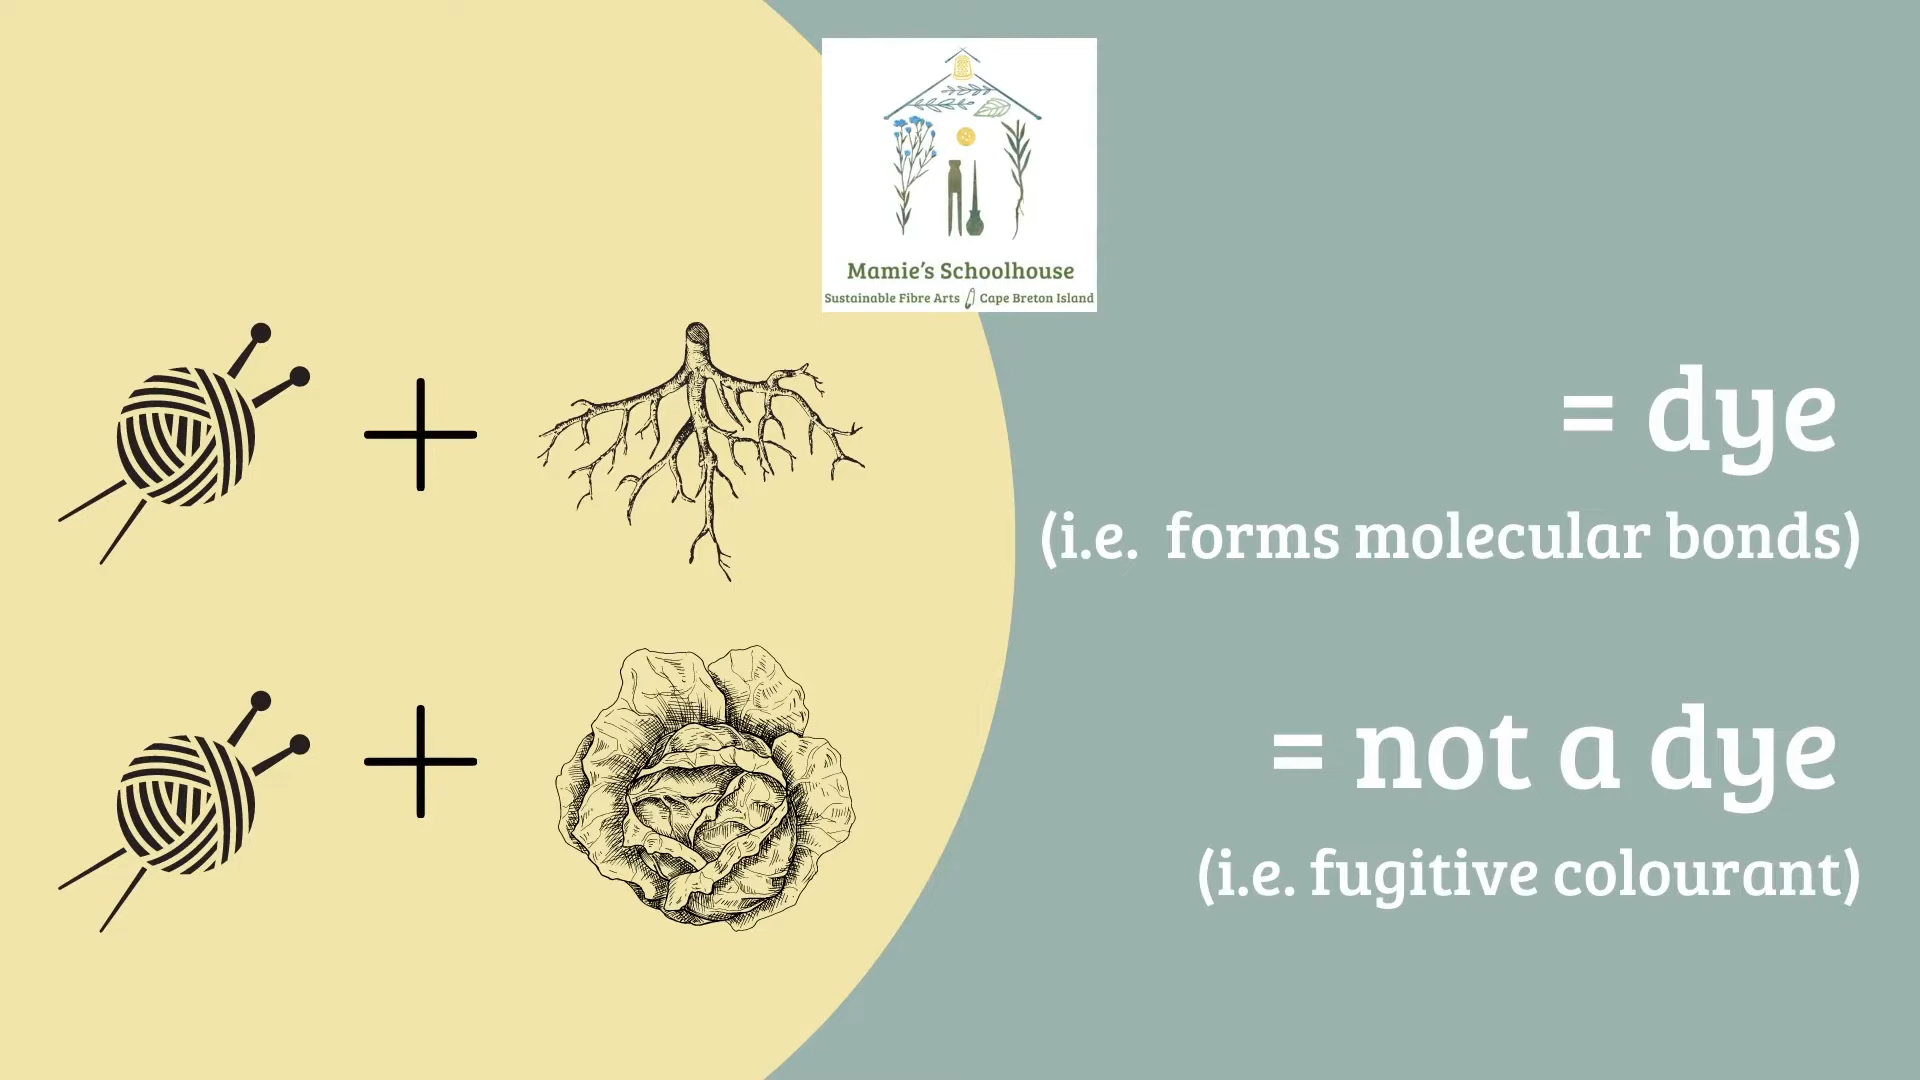 Mamie's Schoolhouse
Sustainable Fibre Arts Cape Breton Island
= dye
(i.e. forms molecular bonds)
= not a dye
(i.e. fugitive colourant)